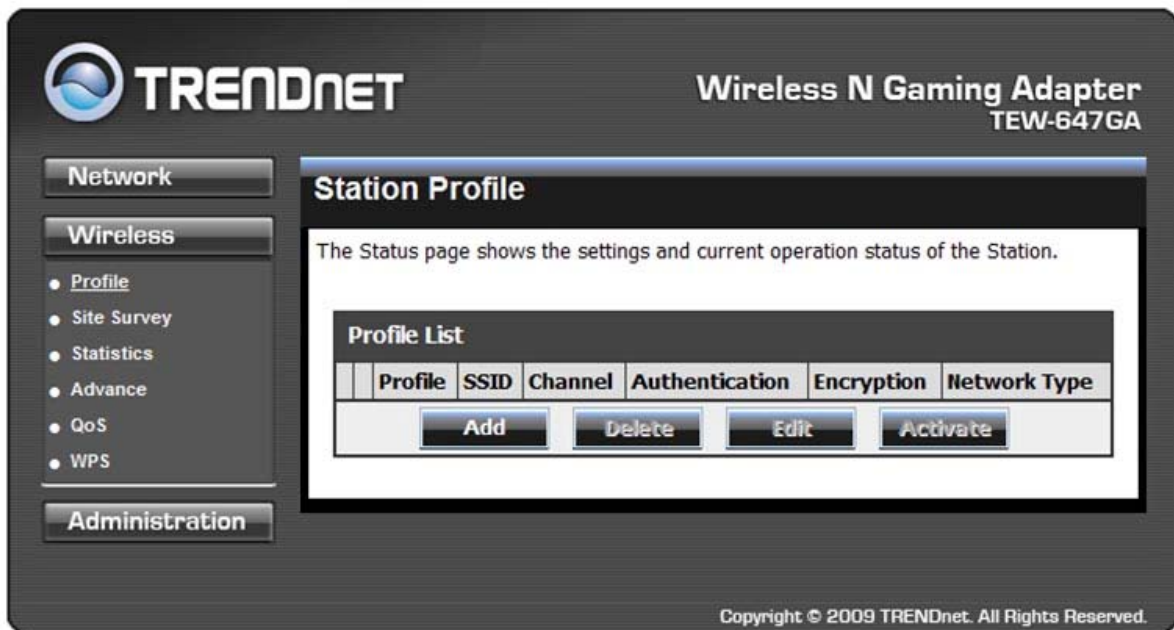 TRENDnet
Wireless N Gaming Adapter
TEW-647GA
Network
Wireless
Profile
Site Survey
Statistics
Advance
QoS
WPS
Administration
Station Profile
The Status page shows the settings and current operation status of the Station.
Profile List
Profile SSID Channel Authentication Encryption Network Type
Add Delete Edit Activate
Copyright © 2009 TRENDnet. All Rights Reserved.